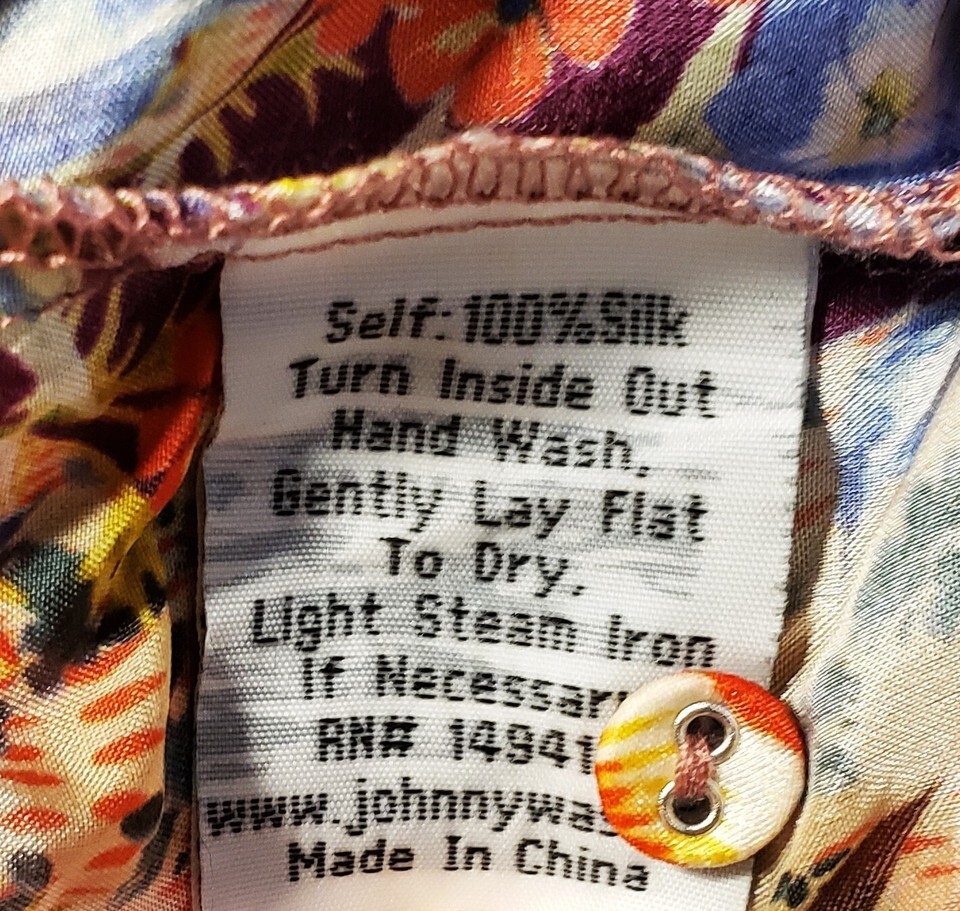 Self:100%Silk
Turn Inside Out
Hand Wash,
Gently Lay Flat
To Dry,
Light Steam Iron
If Necessary
RN# 14941
www.johnnywas
Made In China